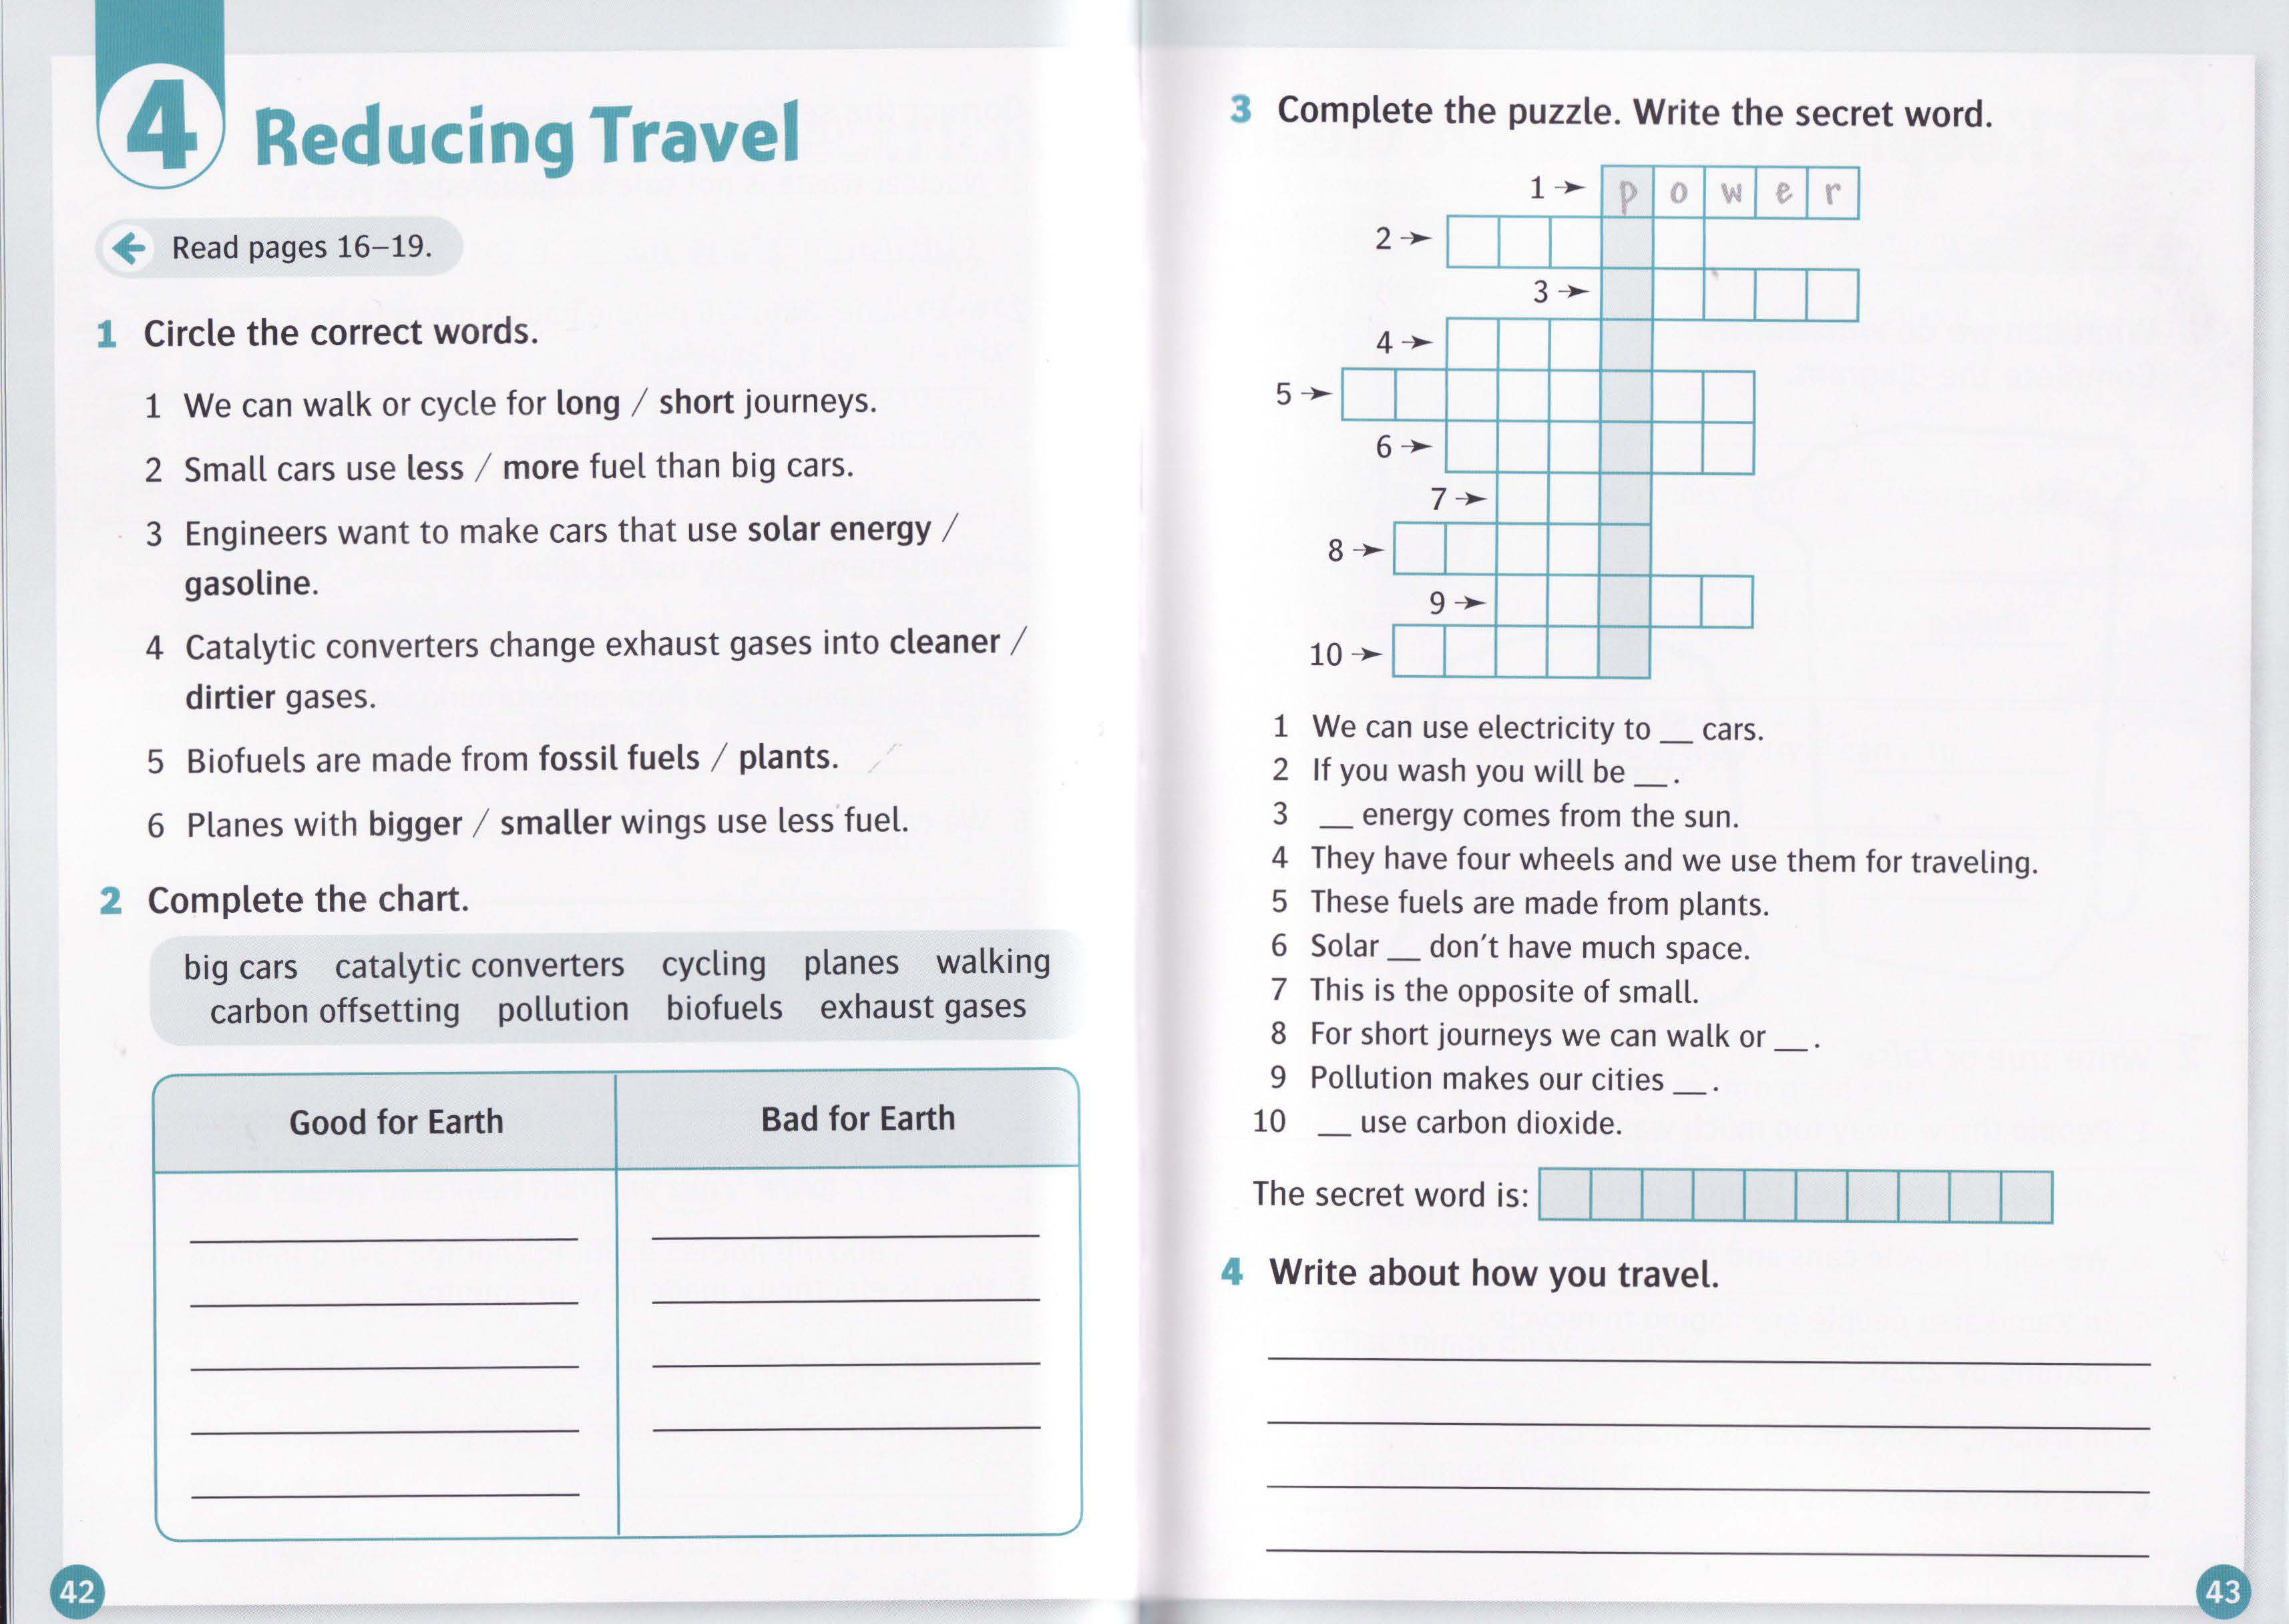 4 Reducing Travel
← Read pages 16–19.
1 Circle the correct words.
1 We can walk or cycle for long / short journeys.
2 Small cars use less / more fuel than big cars.
3 Engineers want to make cars that use solar energy /
gasoline.
4 Catalytic converters change exhaust gases into cleaner /
dirtier gases.
5 Biofuels are made from fossil fuels / plants.
6 Planes with bigger / smaller wings use less fuel.
2 Complete the chart.
big cars catalytic converters cycling planes walking
carbon offsetting pollution biofuels exhaust gases
Good for Earth Bad for Earth
42
3 Complete the puzzle. Write the secret word.
1 → p o w e r
2 →
3 →
4 →
5 →
6 →
7 →
8 →
9 →
10 →
1 We can use electricity to __ cars.
2 If you wash you will be __ .
3 __ energy comes from the sun.
4 They have four wheels and we use them for traveling.
5 These fuels are made from plants.
6 Solar __ don't have much space.
7 This is the opposite of small.
8 For short journeys we can walk or __ .
9 Pollution makes our cities __ .
10 __ use carbon dioxide.
The secret word is:
4 Write about how you travel.
43